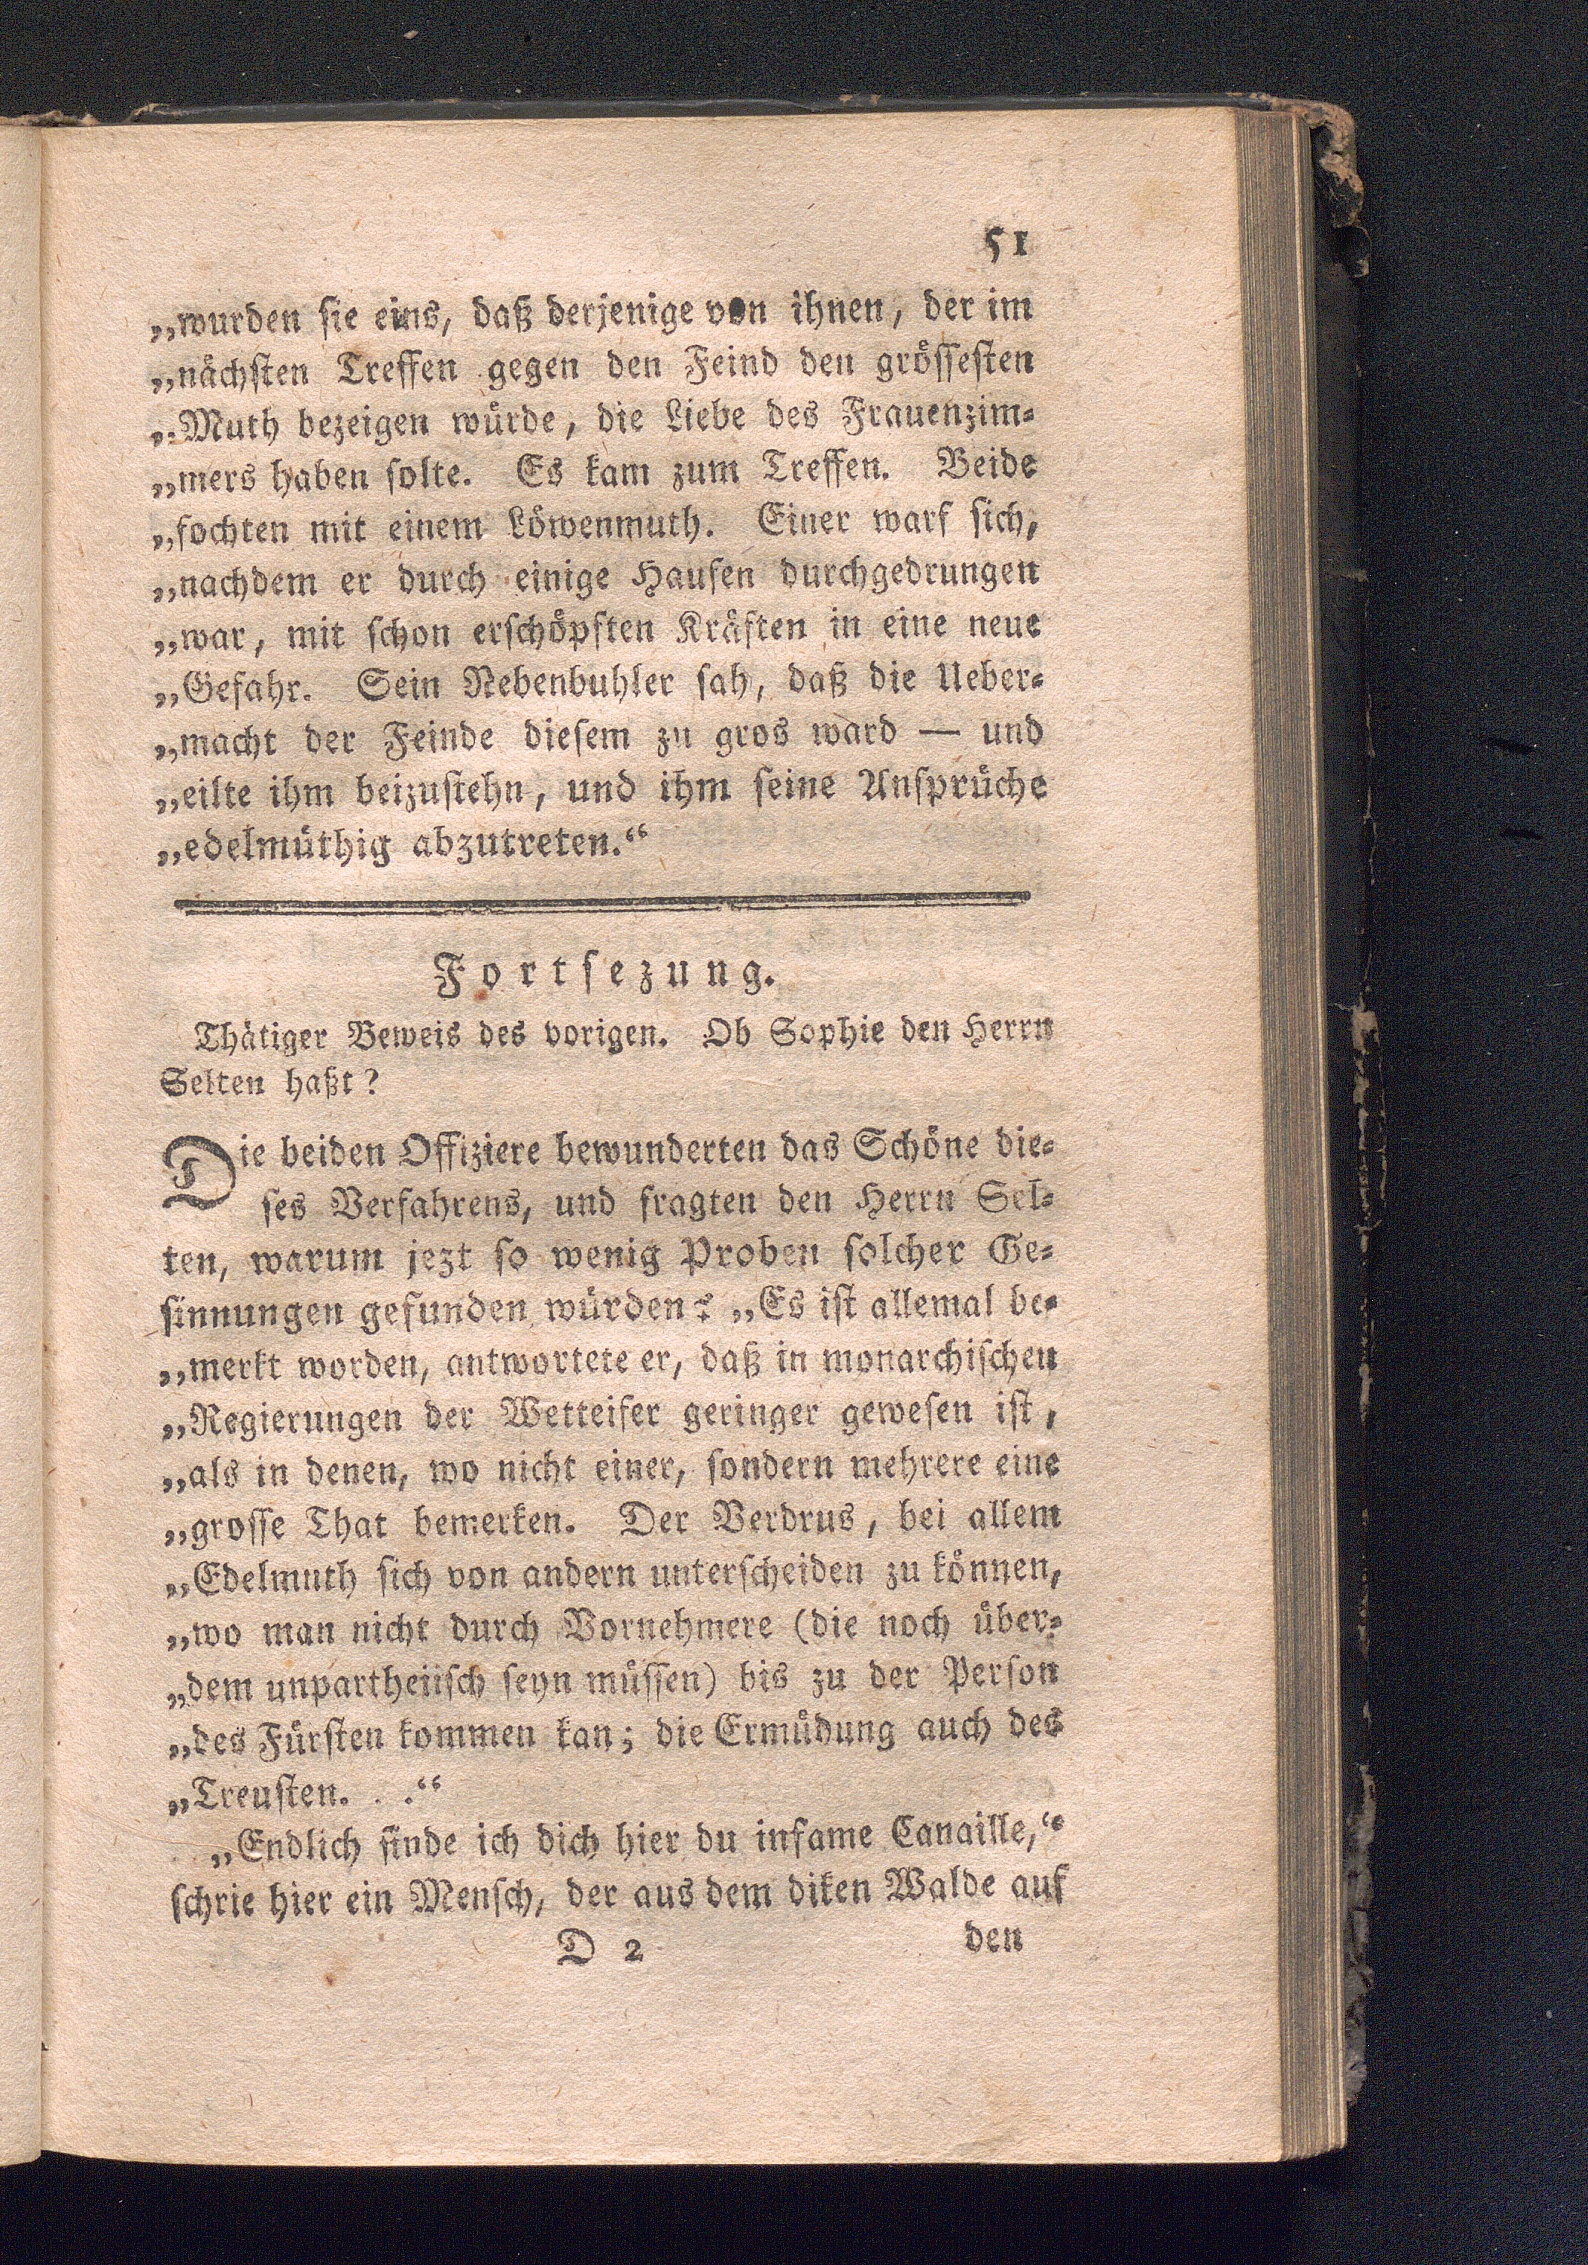 51
„wurden sie eins, daß derjenige von ihnen, der im
„nächsten Treffen gegen den Feind den grössesten
„Muth bezeigen würde, die Liebe des Frauenzim-
„mers haben solte. Es kam zum Treffen. Beide
„fochten mit einem Löwenmuth. Einer warf sich,
„nachdem er durch einige Haufen durchgedrungen
„war, mit schon erschöpften Kräften in eine neue
„Gefahr. Sein Nebenbuhler sah, daß die Ueber-
„macht der Feinde diesem zu gros ward — und
„eilte ihm beizustehn, und ihm seine Ansprüche
„edelmüthig abzutreten.“
Fortsezung.
Thätiger Beweis des vorigen. Ob Sophie den Herrn
Selten haßt?
Die beiden Offiziere bewunderten das Schöne die-
ses Verfahrens, und fragten den Herrn Sel-
ten, warum jezt so wenig Proben solcher Ge-
sinnungen gefunden würden? „Es ist allemal be-
„merkt worden, antwortete er, daß in monarchischen
„Regierungen der Wetteifer geringer gewesen ist,
„als in denen, wo nicht einer, sondern mehrere eine
„grosse That bemerken. Der Verdrus, bei allem
„Edelmuth sich von andern unterscheiden zu können,
„wo man nicht durch Vornehmere (die noch über-
„dem unpartheiisch seyn müssen) bis zu der Person
„des Fürsten kommen kan; die Ermüdung auch des
„Treusten. . .“
„Endlich finde ich dich hier du infame Canaille,“
schrie hier ein Mensch, der aus dem diken Walde auf
D 2 den